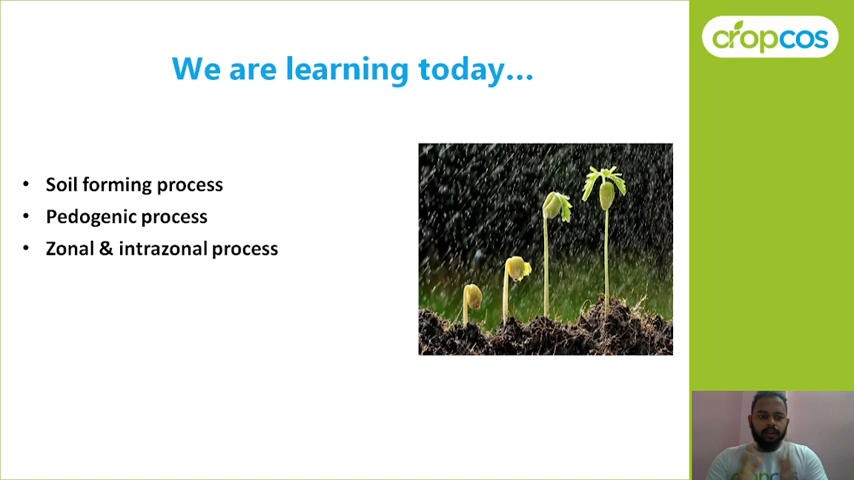 cropcos
We are learning today...
• Soil forming process
• Pedogenic process
• Zonal & intrazonal process